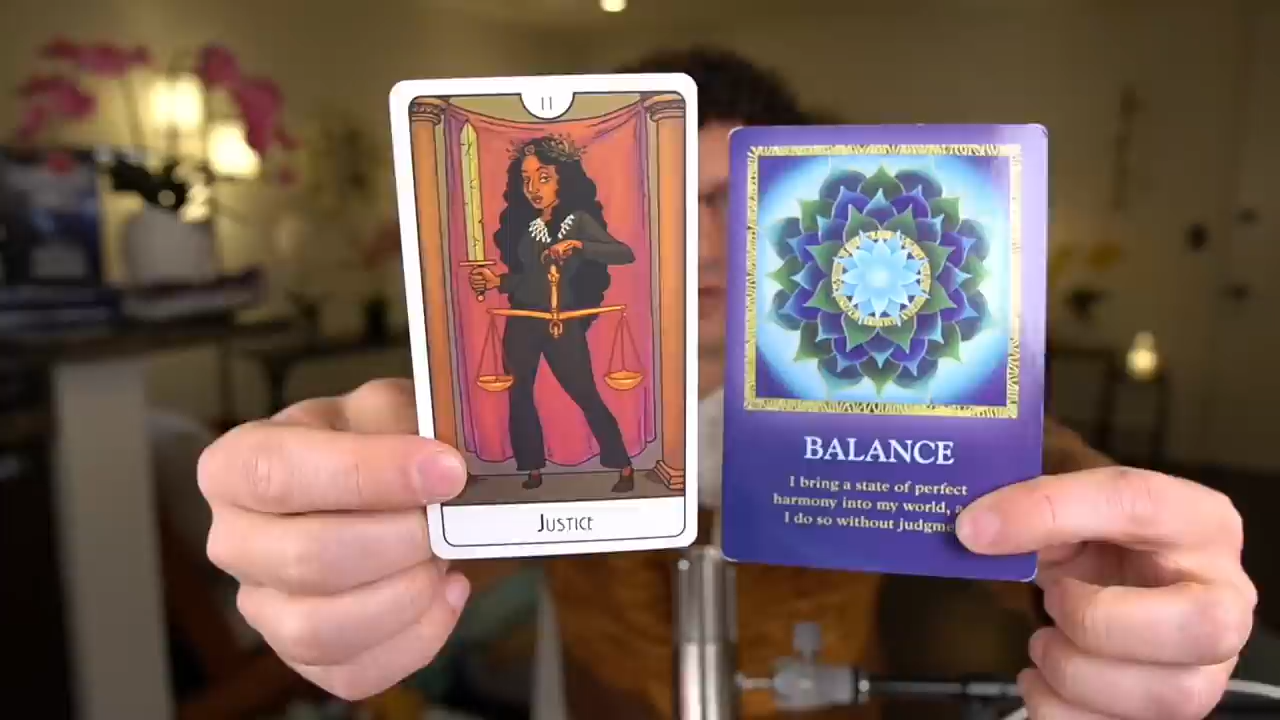 11
JUSTICE
BALANCE
I bring a state of perfect
harmony into my world,
I do so without